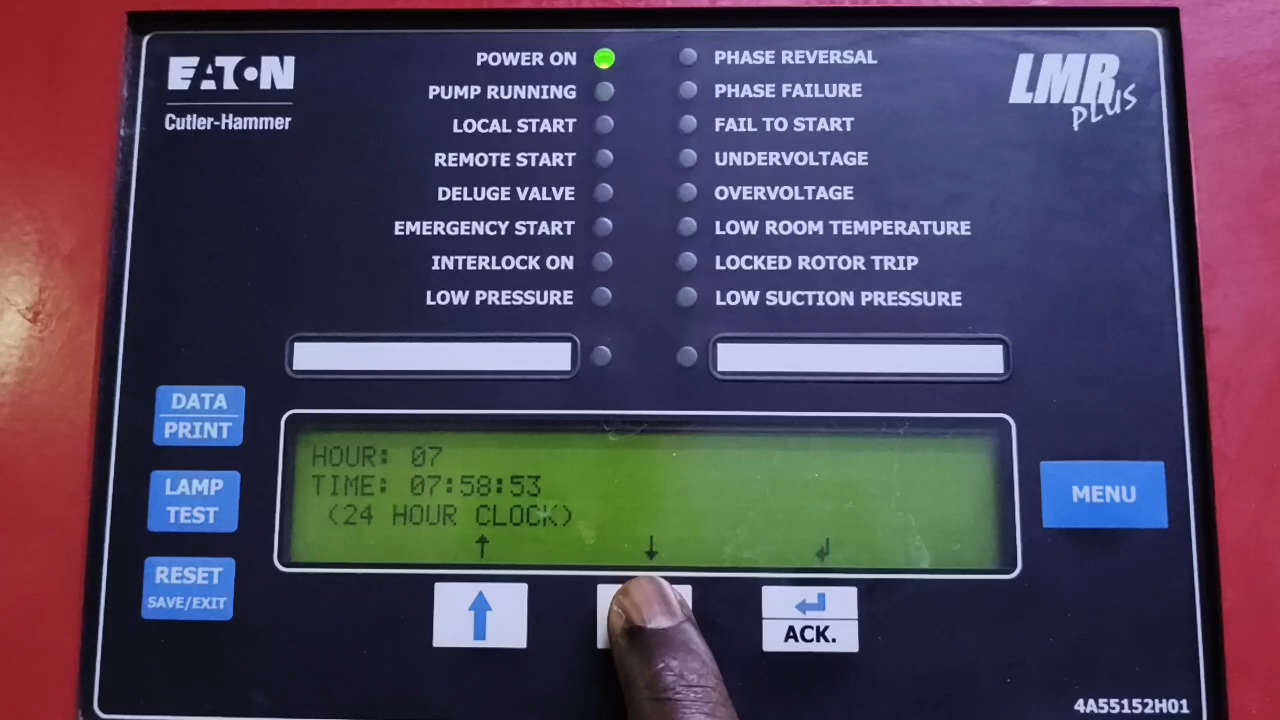 EATON
Cutler-Hammer
POWER ON
PUMP RUNNING
LOCAL START
REMOTE START
DELUGE VALVE
EMERGENCY START
INTERLOCK ON
LOW PRESSURE
PHASE REVERSAL
PHASE FAILURE
FAIL TO START
UNDERVOLTAGE
OVERVOLTAGE
LOW ROOM TEMPERATURE
LOCKED ROTOR TRIP
LOW SUCTION PRESSURE
LMR
PLUS
DATA
PRINT
LAMP
TEST
RESET
SAVE/EXIT
HOUR: 07
TIME: 07:58:53
(24 HOUR CLOCK)
↑ ↓ ↲
MENU
↑
↲
ACK.
4A55152H01